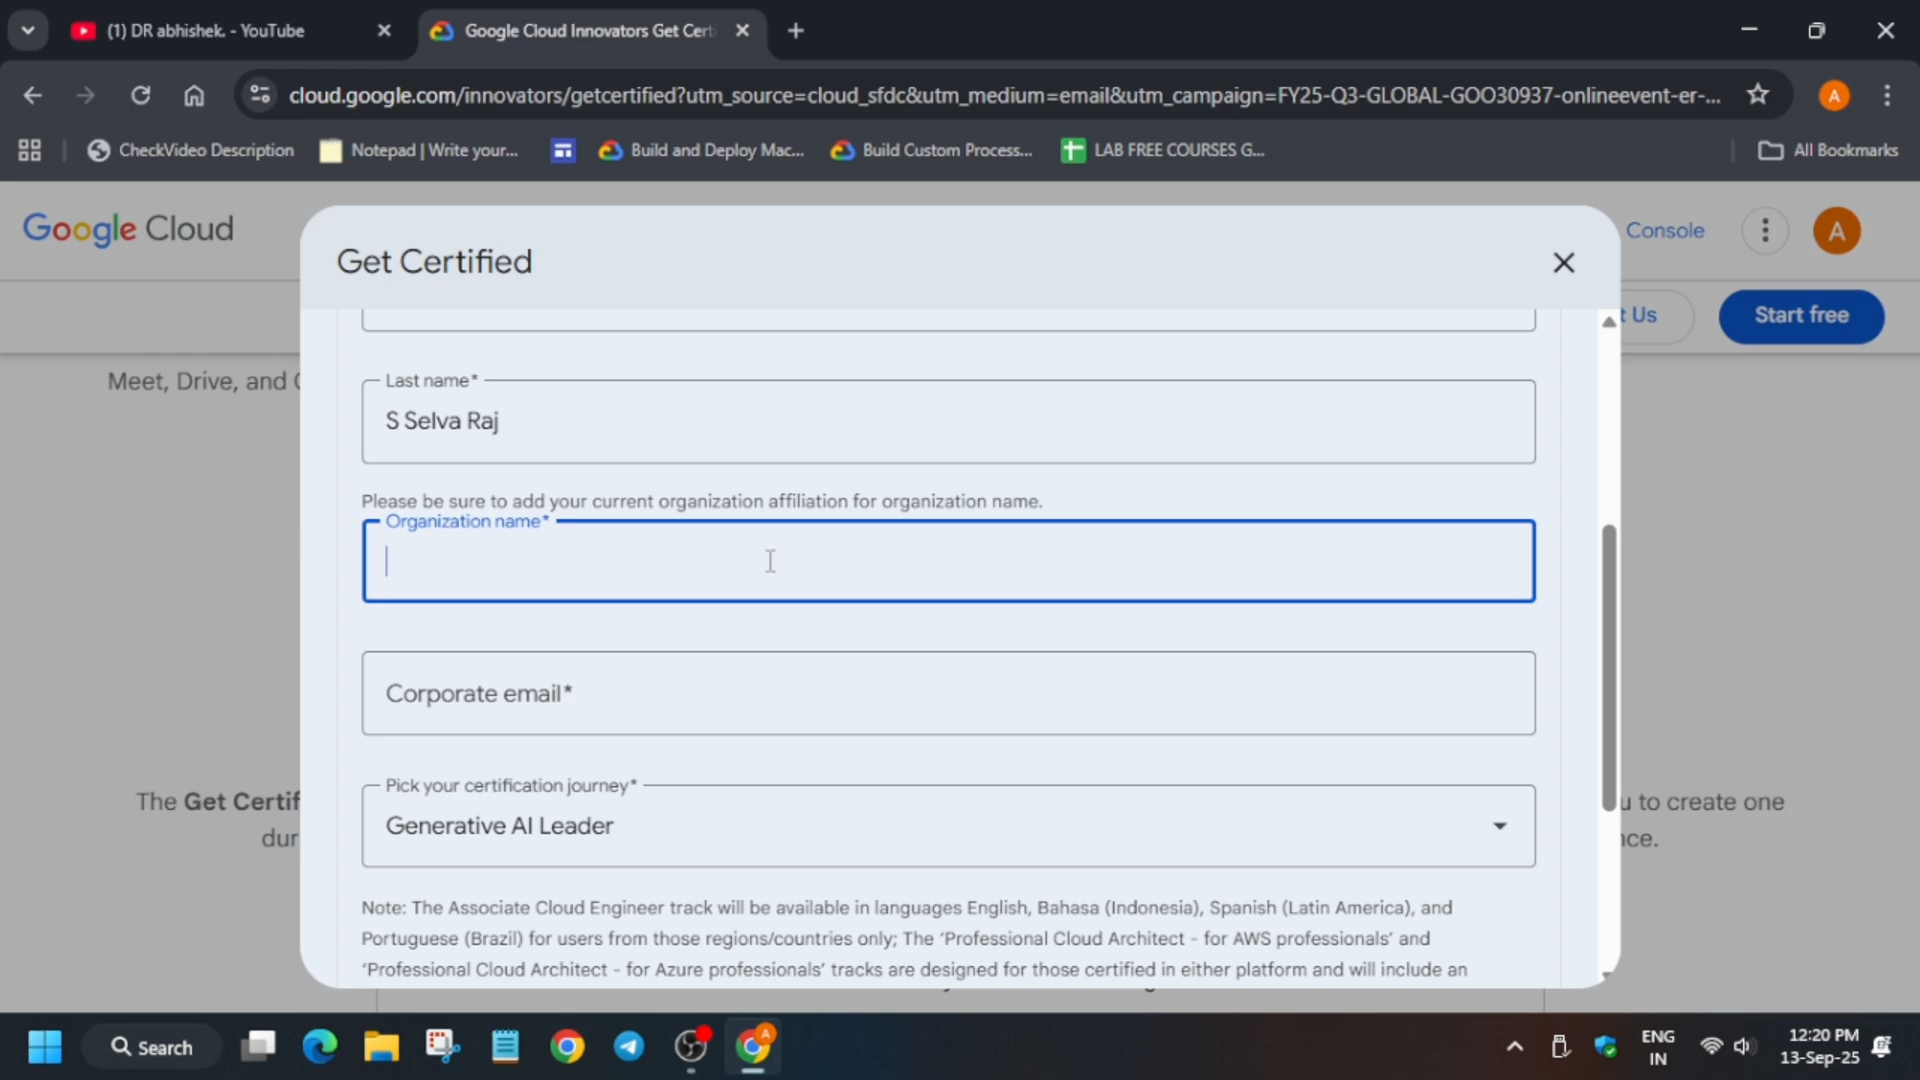 (1) DR abhishek. - YouTube
Google Cloud Innovators Get Cert
cloud.google.com/innovators/getcertified?utm_source=cloud_sfdc&utm_medium=email&utm_campaign=FY25-Q3-GLOBAL-GOO30937-onlineevent-er-...
A
CheckVideo Description
Notepad | Write your...
Build and Deploy Mac...
Build Custom Process...
LAB FREE COURSES G...
All Bookmarks
Google Cloud
Console
A
Get Certified
t Us
Start free
Meet, Drive, and
Last name*
S Selva Raj
Please be sure to add your current organization affiliation for organization name.
Organization name*
Corporate email*
Pick your certification journey*
Generative AI Leader
The Get Certif
u to create one
dur
nce.
Note: The Associate Cloud Engineer track will be available in languages English, Bahasa (Indonesia), Spanish (Latin America), and
Portuguese (Brazil) for users from those regions/countries only; The 'Professional Cloud Architect - for AWS professionals' and
'Professional Cloud Architect - for Azure professionals' tracks are designed for those certified in either platform and will include an
Search
A
ENG
IN
12:20 PM
13-Sep-25